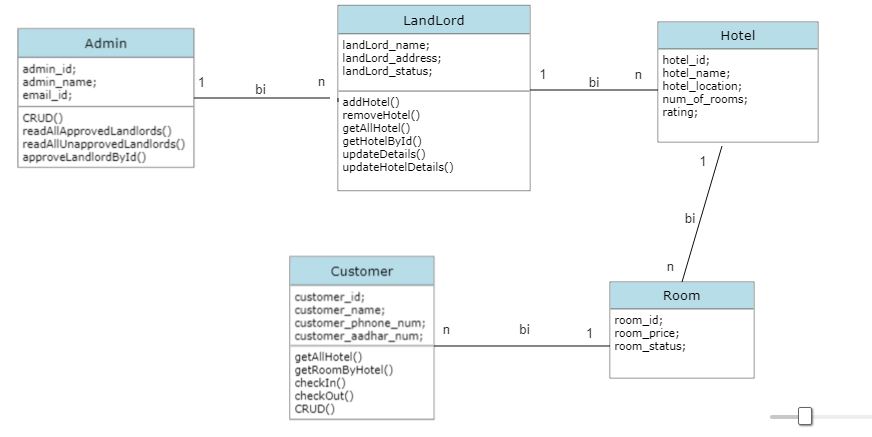 Admin
admin_id;
admin_name;
email_id;
CRUD()
readAllApprovedLandlords()
readAllUnapprovedLandlords()
approveLandlordById()
1
bi
n
LandLord
landLord_name;
landLord_address;
landLord_status;
addHotel()
removeHotel()
getAllHotel()
getHotelById()
updateDetails()
updateHotelDetails()
1
bi
n
Hotel
hotel_id;
hotel_name;
hotel_location;
num_of_rooms;
rating;
1
bi
n
Customer
customer_id;
customer_name;
customer_phnone_num;
customer_aadhar_num;
getAllHotel()
getRoomByHotel()
checkIn()
checkOut()
CRUD()
n
bi
1
Room
room_id;
room_price;
room_status;